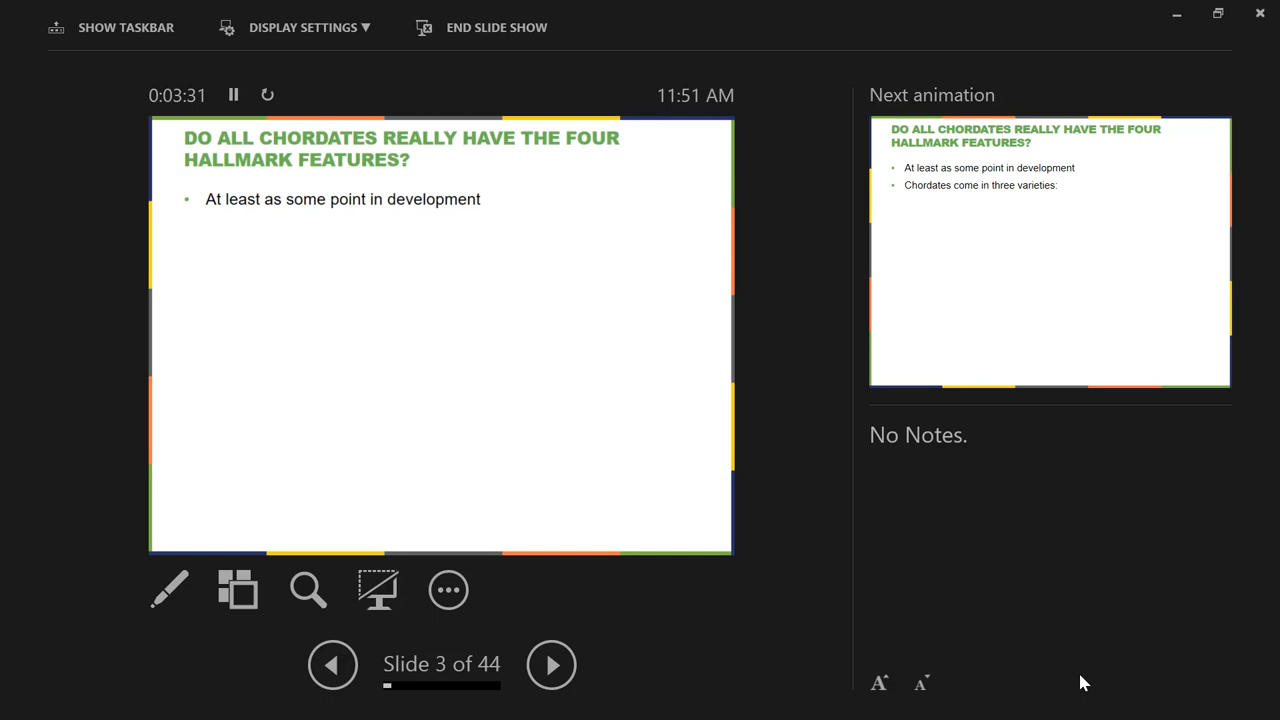 SHOW TASKBAR
DISPLAY SETTINGS ▼
END SLIDE SHOW
0:03:31
11:51 AM
DO ALL CHORDATES REALLY HAVE THE FOUR
HALLMARK FEATURES?
• At least as some point in development
Slide 3 of 44
Next animation
DO ALL CHORDATES REALLY HAVE THE FOUR
HALLMARK FEATURES?
• At least as some point in development
• Chordates come in three varieties:
No Notes.
A A